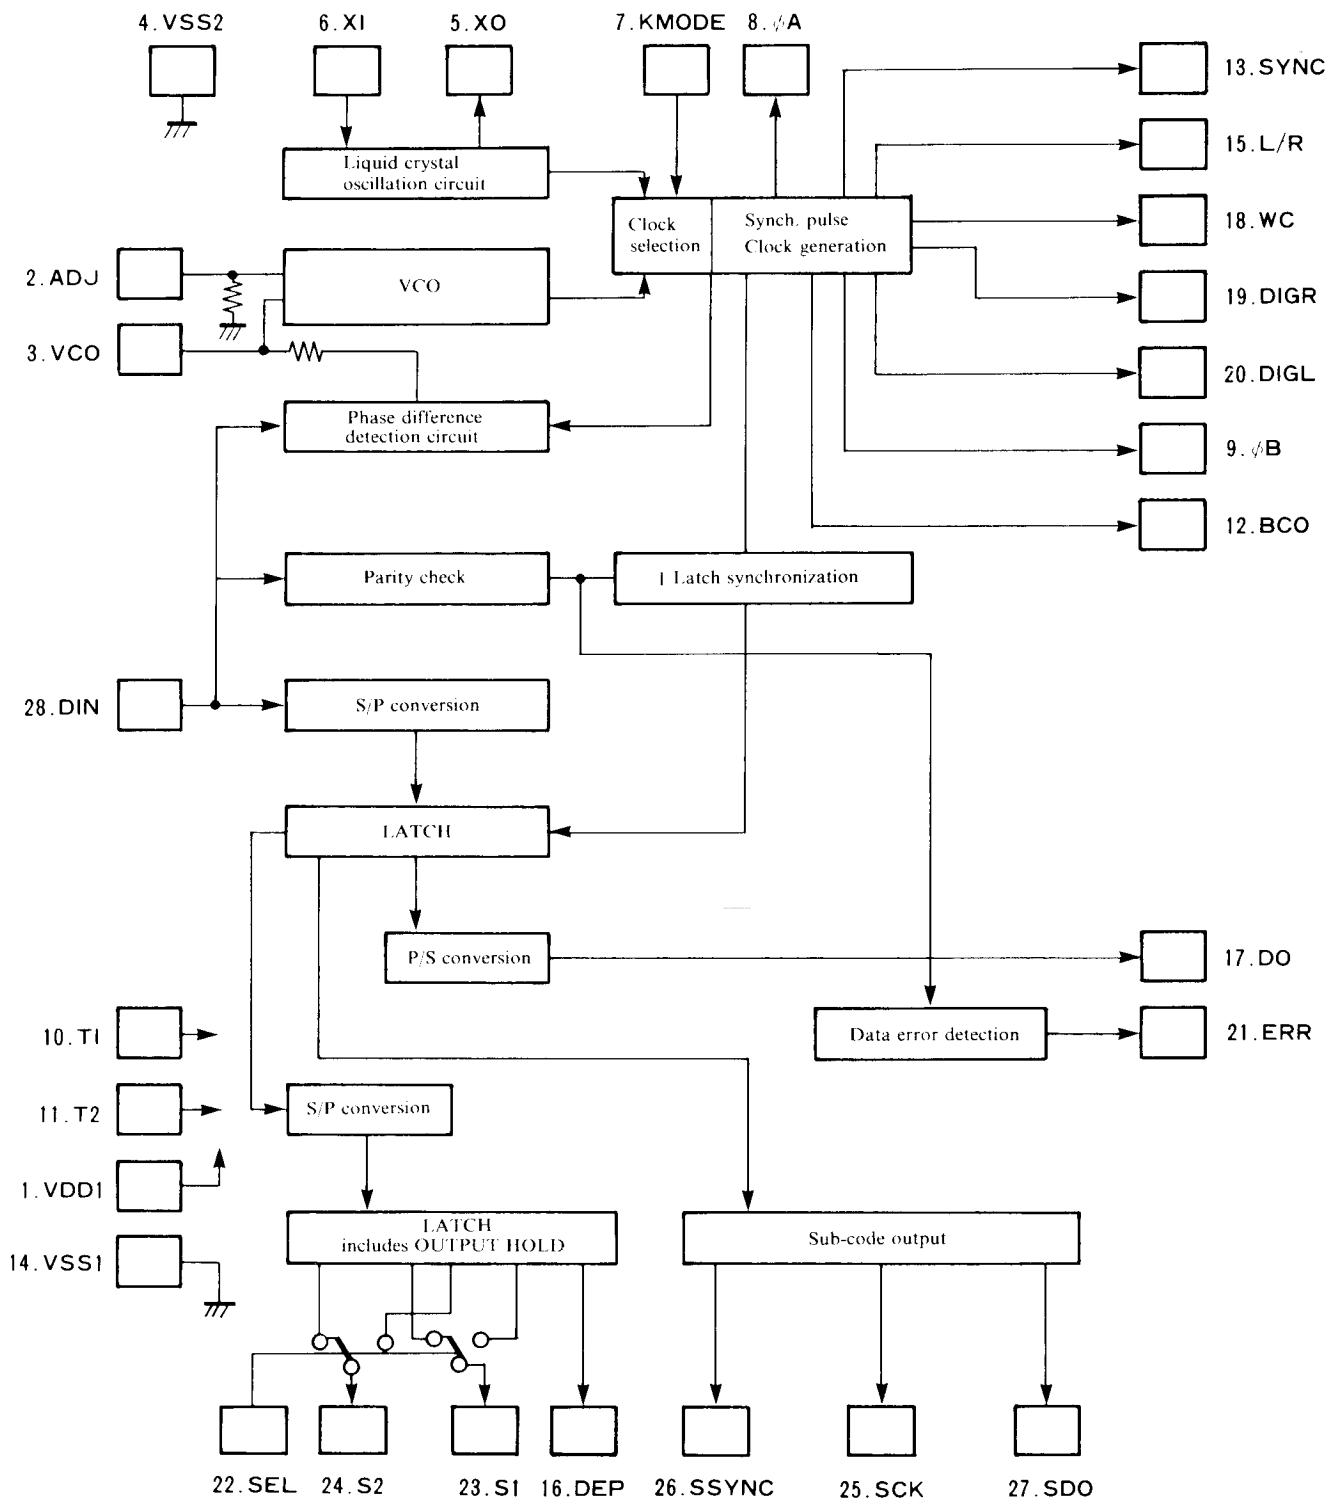 4.VSS2
6.XI
5.XO
7.KMODE
8.φA
13.SYNC
Liquid crystal
oscillation circuit
15.L/R
Clock
selection
Synch. pulse
Clock generation
18.WC
2.ADJ
VCO
19.DIGR
3.VCO
20.DIGL
Phase difference
detection circuit
9.φB
12.BCO
Parity check
1 Latch synchronization
28.DIN
S/P conversion
LATCH
P/S conversion
17.DO
10.T1
Data error detection
21.ERR
11.T2
S/P conversion
1.VDD1
LATCH
includes OUTPUT HOLD
Sub-code output
14.VSS1
22.SEL
24.S2
23.S1
16.DEP
26.SSYNC
25.SCK
27.SDO